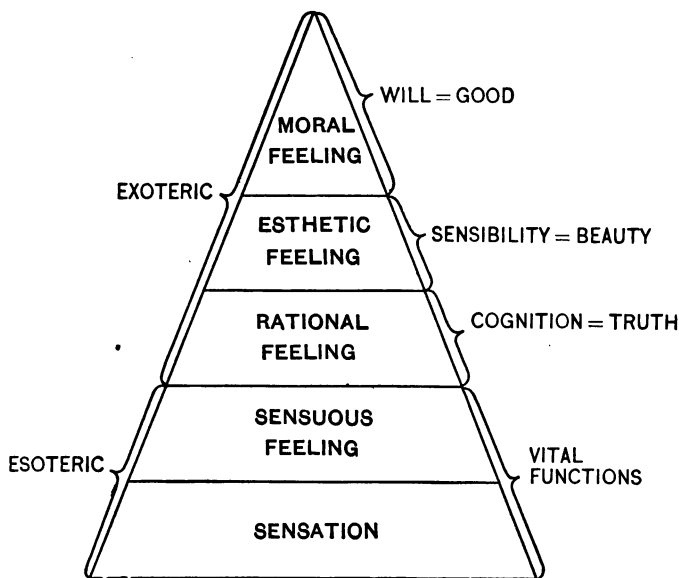 WILL = GOOD
MORAL
FEELING
EXOTERIC
ESTHETIC
FEELING
SENSIBILITY = BEAUTY
RATIONAL
FEELING
COGNITION = TRUTH
SENSUOUS
FEELING
ESOTERIC
VITAL
FUNCTIONS
SENSATION